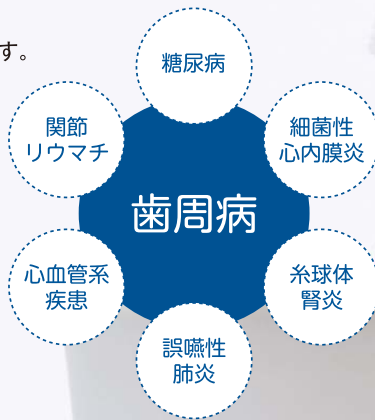 す。
糖尿病
関節
リウマチ
細菌性
心内膜炎
歯周病
心血管系
疾患
糸球体
腎炎
誤嚥性
肺炎